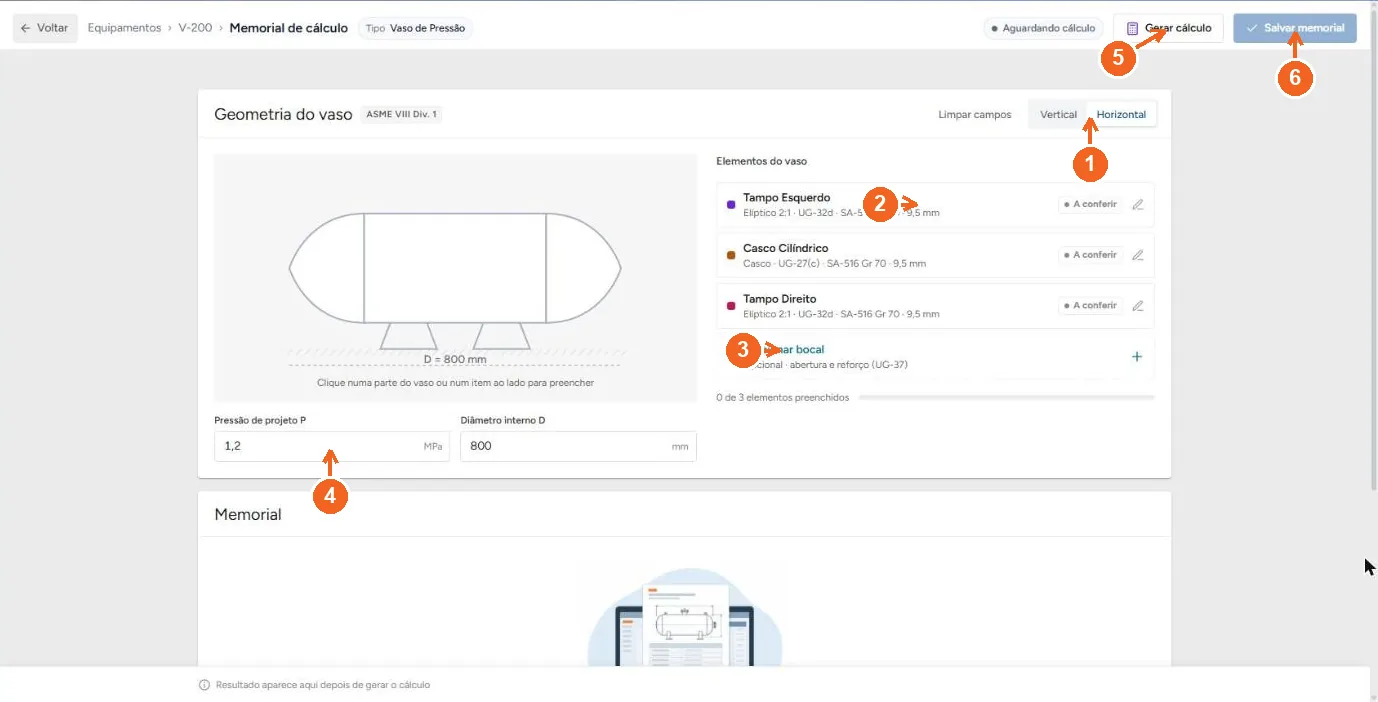 Voltar Equipamentos › V-200 › Memorial de cálculo Tipo Vaso de Pressão Aguardando cálculo Gerar cálculo Salvar memorial
5
6
Geometria do vaso ASME VIII Div. 1 Limpar campos Vertical Horizontal
1
Elementos do vaso
Tampo Esquerdo
Elíptico 2:1 · UG-32d · SA-5 9,5 mm
2
A conferir
Casco Cilíndrico
Casco · UG-27(c) · SA-516 Gr 70 · 9,5 mm
A conferir
Tampo Direito
Elíptico 2:1 · UG-32d · SA-516 Gr 70 · 9,5 mm
A conferir
3
bocal
abertura e reforço (UG-37)
+
0 de 3 elementos preenchidos
D = 800 mm
Clique numa parte do vaso ou num item ao lado para preencher
Pressão de projeto P Diâmetro interno D
1,2 MPa 800 mm
4
Memorial
Resultado aparece aqui depois de gerar o cálculo